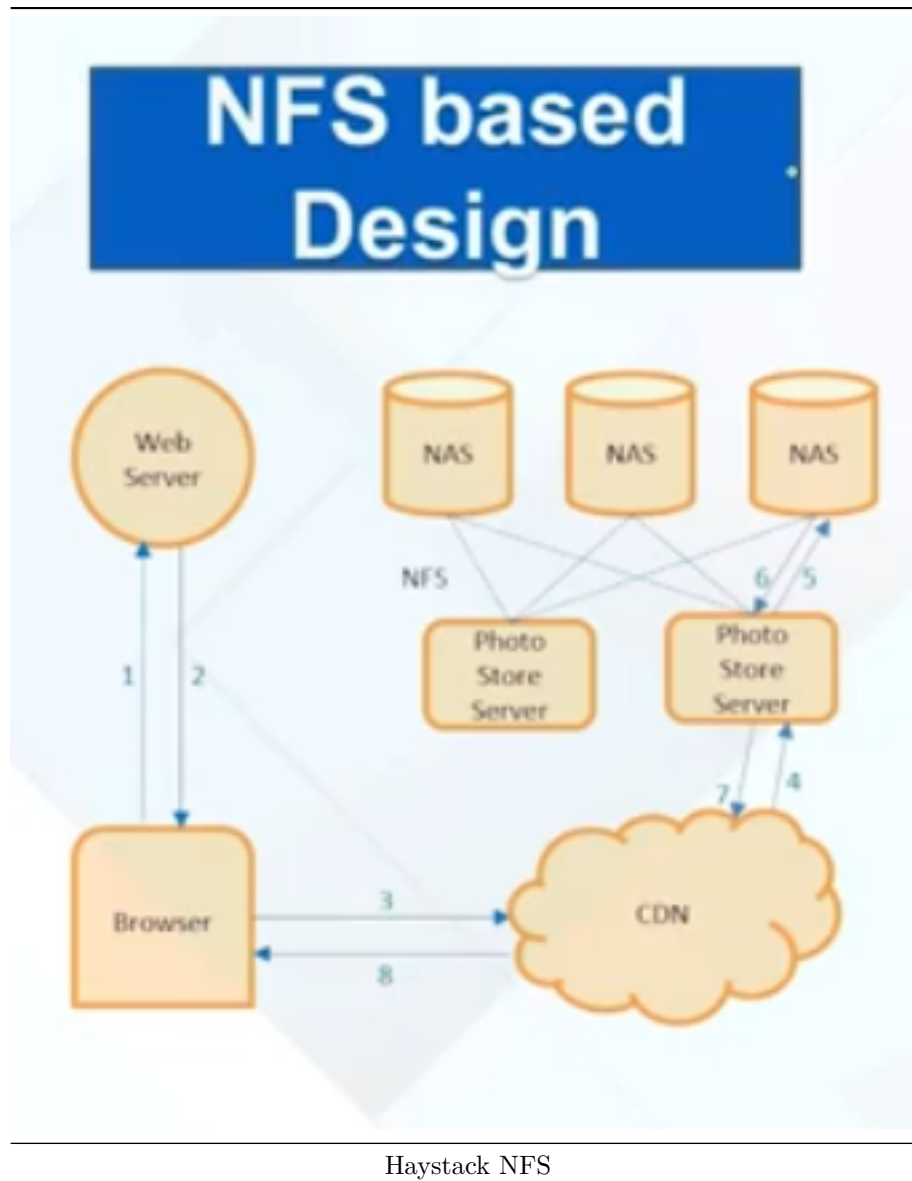 NFS based
Design
Web
Server
NAS
NAS
NAS
NFS
6
5
Photo
Store
Server
Photo
Store
Server
1
2
7
4
Browser
3
CDN
8
Haystack NFS